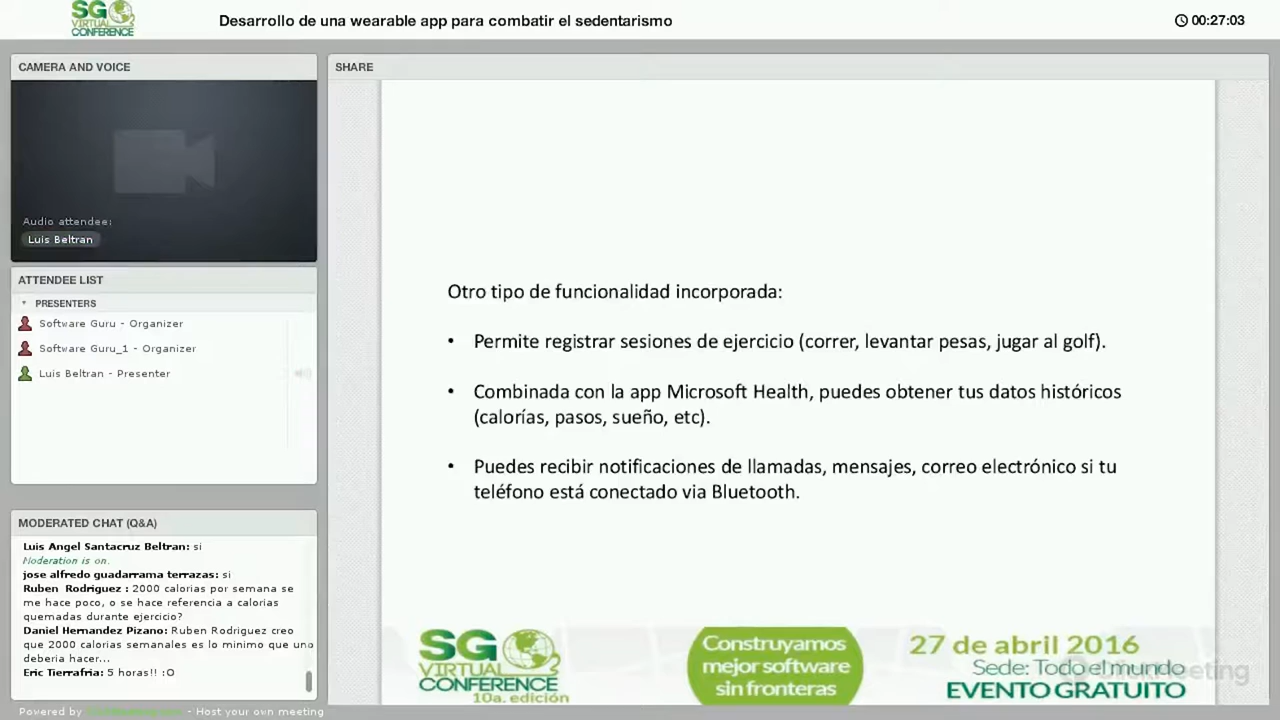 SG
VIRTUAL
CONFERENCE
Desarrollo de una wearable app para combatir el sedentarismo
00:27:03
CAMERA AND VOICE
Audio attendee:
Luis Beltran
ATTENDEE LIST
PRESENTERS
Software Guru - Organizer
Software Guru_1 - Organizer
Luis Beltran - Presenter
MODERATED CHAT (Q&A)
Luis Angel Santacruz Beltran: si
Moderation is on.
jose alfredo guadarrama terrazas: si
Ruben Rodriguez : 2000 calorias por semana se
me hace poco, o se hace referencia a calorias
quemadas durante ejercicio?
Daniel Hernandez Pizano: Ruben Rodriguez creo
que 2000 calorias semanales es lo minimo que uno
deberia hacer...
Eric Tierrafria: 5 horas!! :O
Powered by - Host your own meeting
SHARE
Otro tipo de funcionalidad incorporada:
• Permite registrar sesiones de ejercicio (correr, levantar pesas, jugar al golf).
• Combinada con la app Microsoft Health, puedes obtener tus datos históricos
(calorías, pasos, sueño, etc).
• Puedes recibir notificaciones de llamadas, mensajes, correo electrónico si tu
teléfono está conectado via Bluetooth.
SG
VIRTUAL
CONFERENCE
10a. edición
Construyamos
mejor software
sin fronteras
27 de abril 2016
Sede: Todo el mundo
EVENTO GRATUITO
ClickMeeting